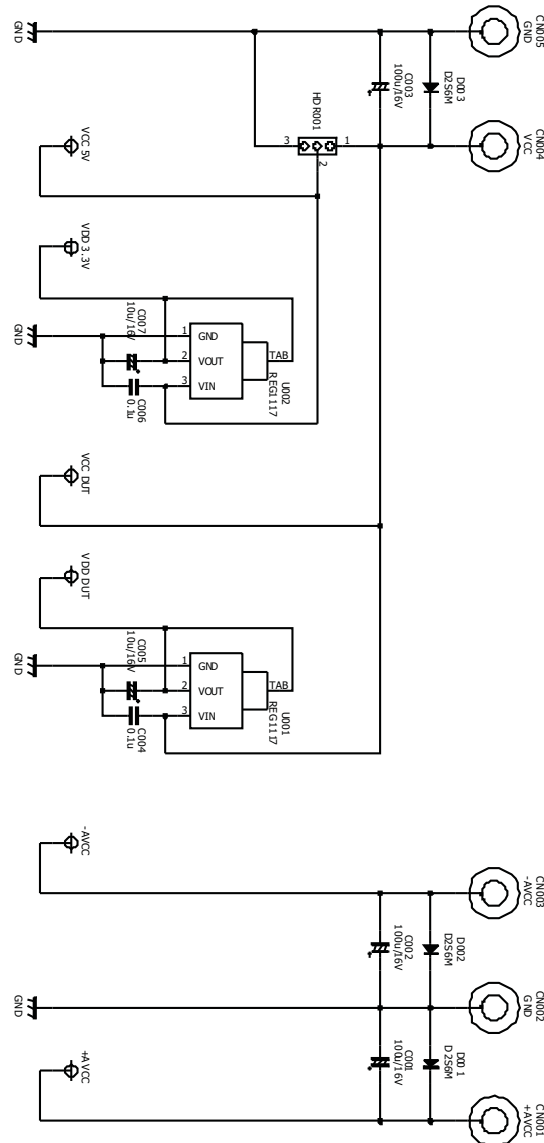 CN005
GND
CN004
VCC
D003
D2S6M
C003
100u/16V
GND
HDR001
3
1
2
VCC 5V
VDD 3.3V
C007
10u/16V
1
GND
2
VOUT
3
VIN
TAB
U002
REG1117
GND
C006
0.1u
VCC DUT
VDD DUT
C005
10u/16V
1
GND
2
VOUT
3
VIN
TAB
U001
REG1117
GND
C004
0.1u
-AVCC
CN003
-AVCC
D002
D2S6M
C002
100u/16V
CN002
GND
GND
D001
D2S6M
C001
100u/16V
+AVCC
CN001
+AVCC